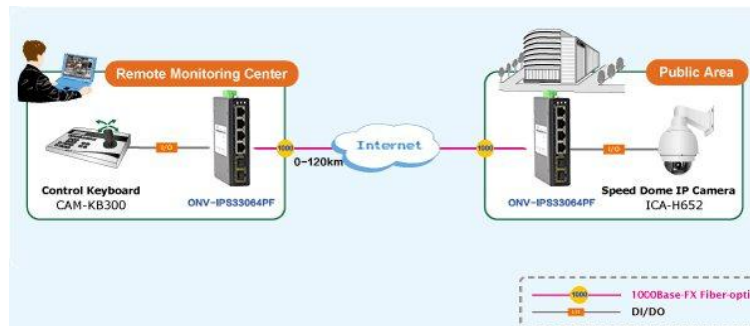 Remote Monitoring Center
Public Area
I/O
1000
Internet
1000
I/O
0~120km
Control Keyboard
CAM-KB300
ONV-IPS33064PF
ONV-IPS33064PF
Speed Dome IP Camera
ICA-H652
1000
1000Base-FX Fiber-opti
DI/DO